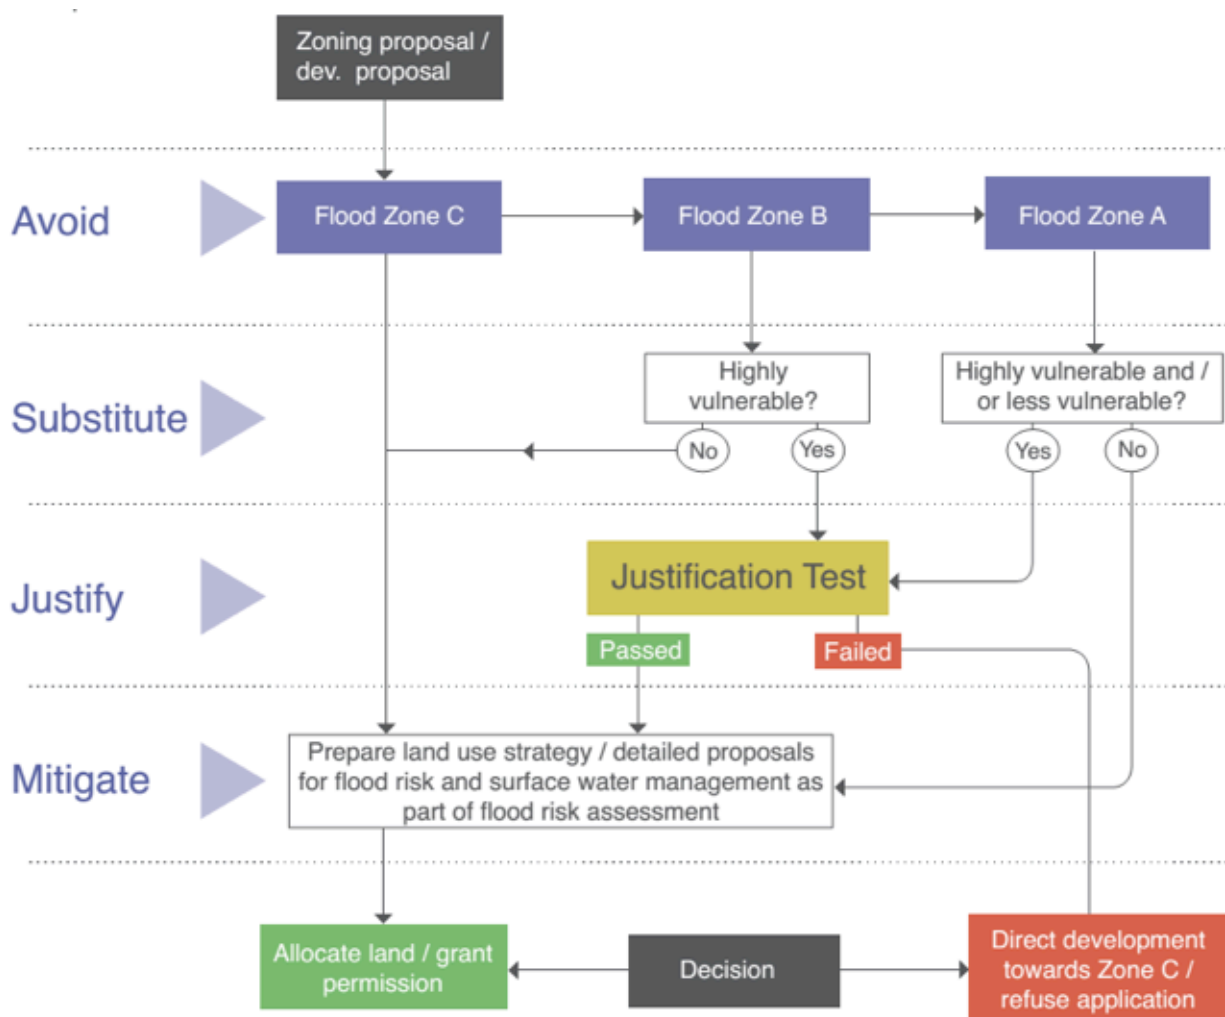 Zoning proposal /
dev. proposal
Avoid
Flood Zone C
Flood Zone B
Flood Zone A
Substitute
Highly
vulnerable?
Highly vulnerable and /
or less vulnerable?
No
Yes
Yes
No
Justify
Justification Test
Passed
Failed
Mitigate
Prepare land use strategy / detailed proposals
for flood risk and surface water management as
part of flood risk assessment
Allocate land / grant
permission
Decision
Direct development
towards Zone C /
refuse application